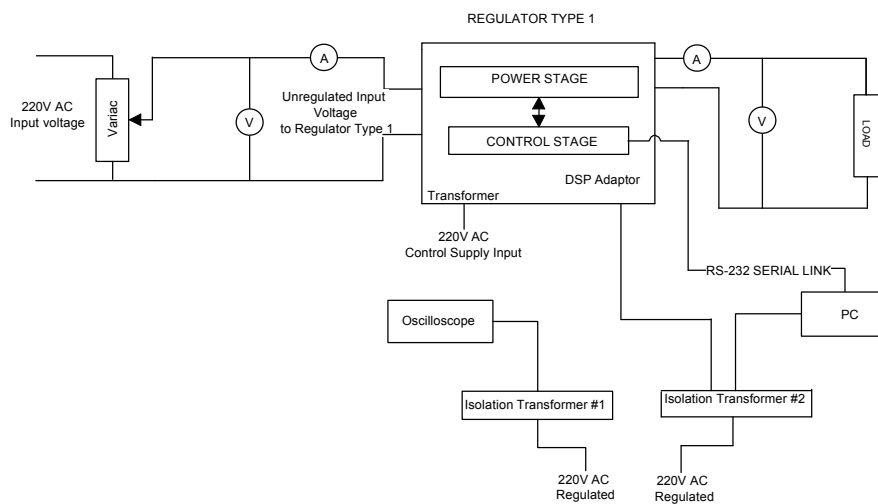 REGULATOR TYPE 1
A
A
POWER STAGE
220V AC
Input voltage
Variac
V
Unregulated Input
Voltage
to Regulator Type 1
CONTROL STAGE
V
LOAD
DSP Adaptor
Transformer
220V AC
Control Supply Input
RS-232 SERIAL LINK
Oscilloscope
PC
Isolation Transformer #1
Isolation Transformer #2
220V AC
Regulated
220V AC
Regulated